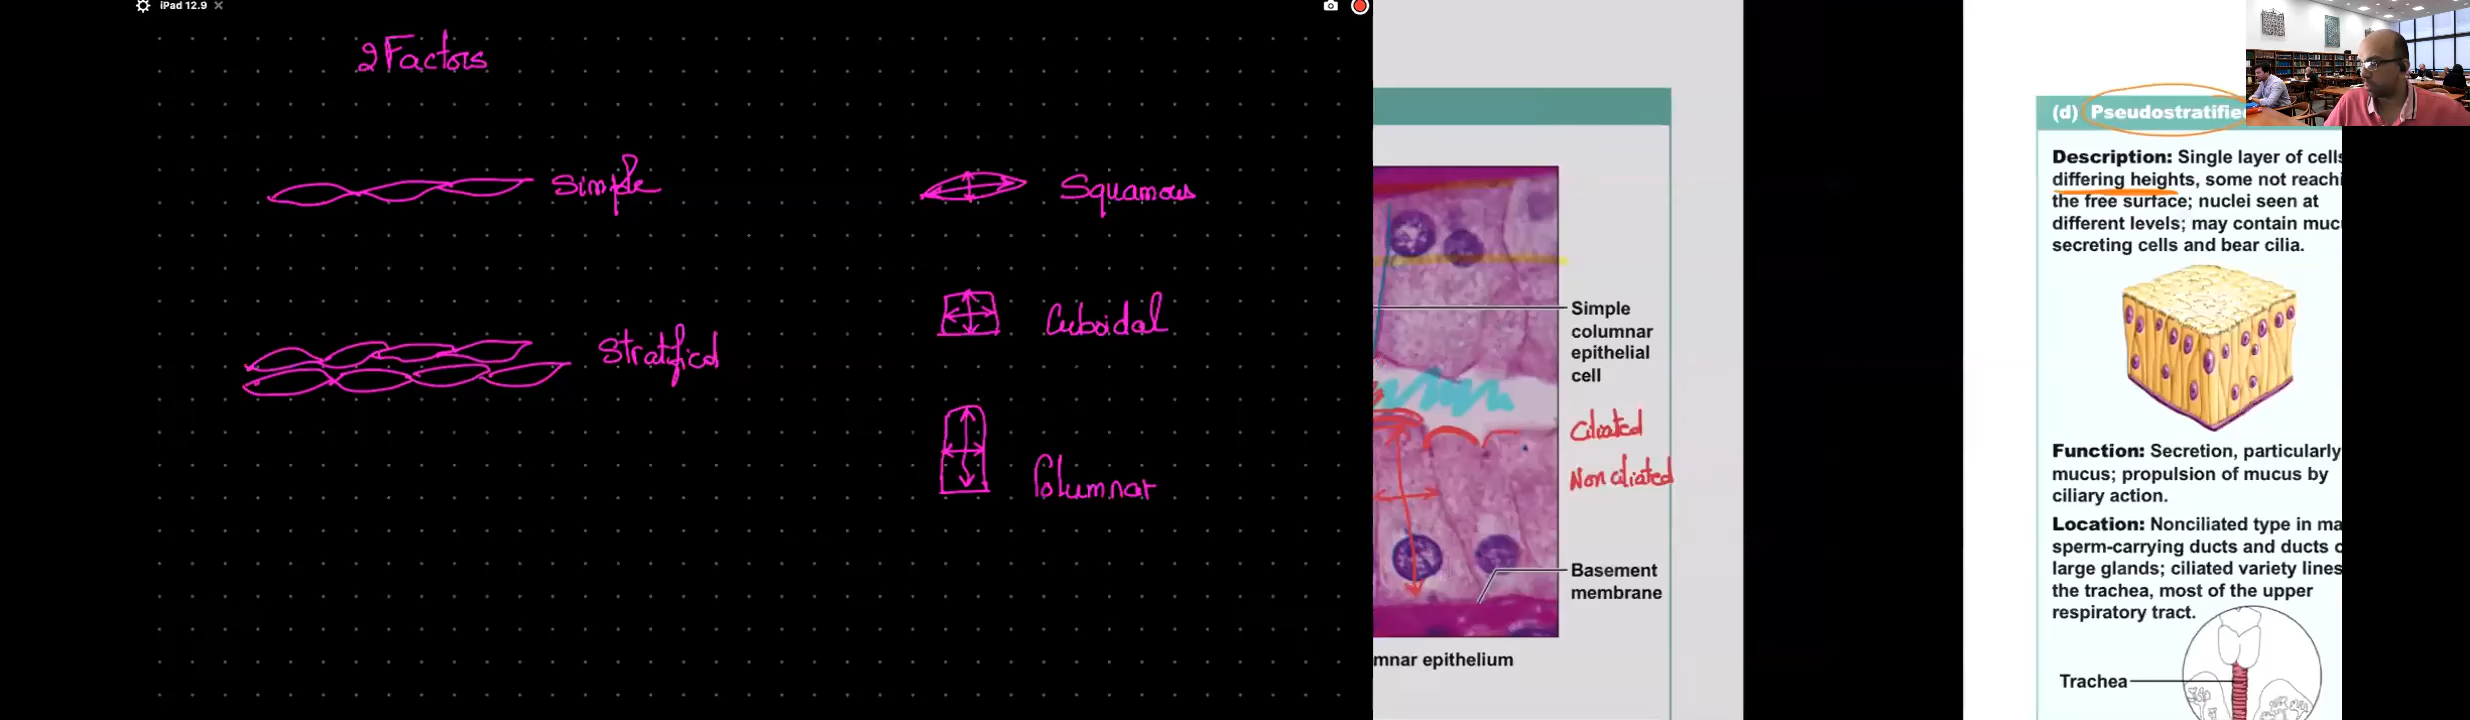 iPad 12.9
2 Factors
Simple
Squamous
Cuboidal
Stratified
Columnar
Simple
columnar
epithelial
cell
Ciliated
Non ciliated
Basement
membrane
mnar epithelium
(d) Pseudostratifie
Description: Single layer of cells
differing heights, some not reachi
the free surface; nuclei seen at
different levels; may contain muc
secreting cells and bear cilia.
Function: Secretion, particularly
mucus; propulsion of mucus by
ciliary action.
Location: Nonciliated type in ma
sperm-carrying ducts and ducts o
large glands; ciliated variety lines
the trachea, most of the upper
respiratory tract.
Trachea